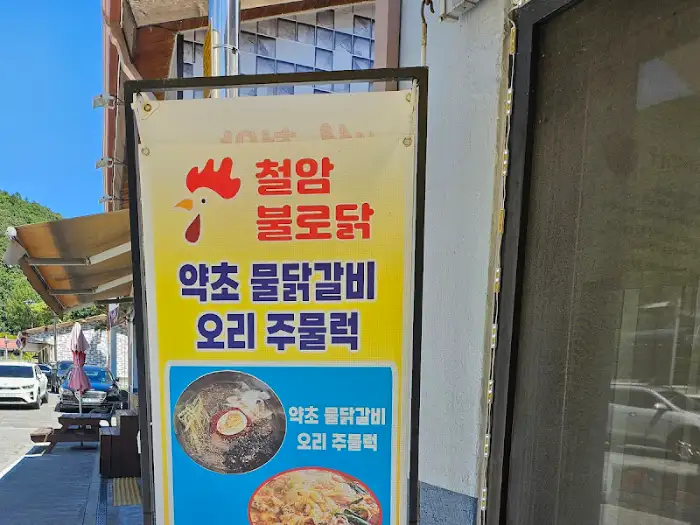 철암
불로닭
약초 물닭갈비
오리 주물럭
약초 물닭갈비
오리 주물럭